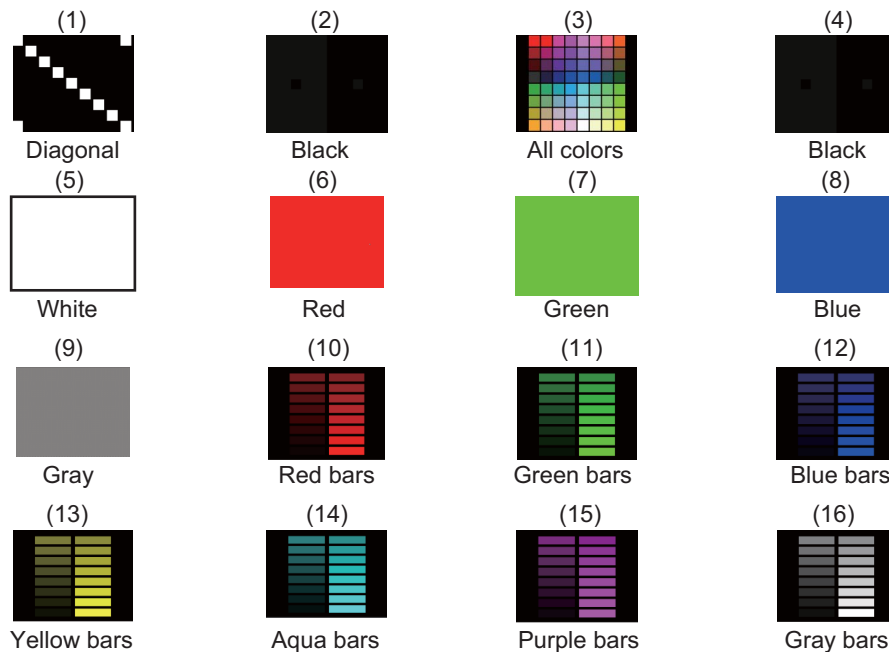 (1) (2) (3) (4)
Diagonal Black All colors Black
(5) (6) (7) (8)
White Red Green Blue
(9) (10) (11) (12)
Gray Red bars Green bars Blue bars
(13) (14) (15) (16)
Yellow bars Aqua bars Purple bars Gray bars